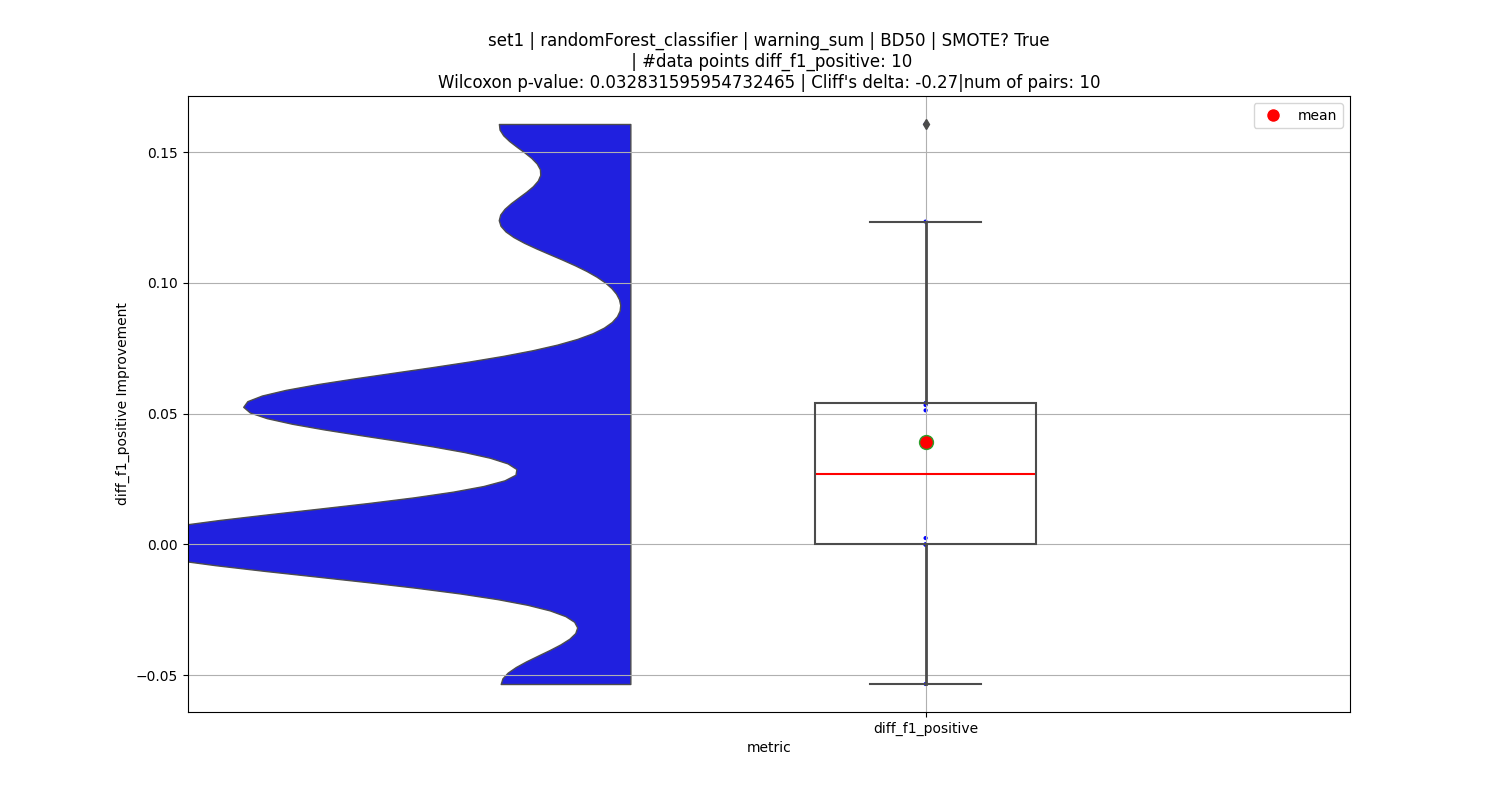 set1 | randomForest_classifier | warning_sum | BD50 | SMOTE? True
| #data points diff_f1_positive: 10
Wilcoxon p-value: 0.032831595954732465 | Cliff's delta: -0.27|num of pairs: 10
mean
0.15
0.10
0.05
0.00
−0.05
diff_f1_positive Improvement
diff_f1_positive
metric